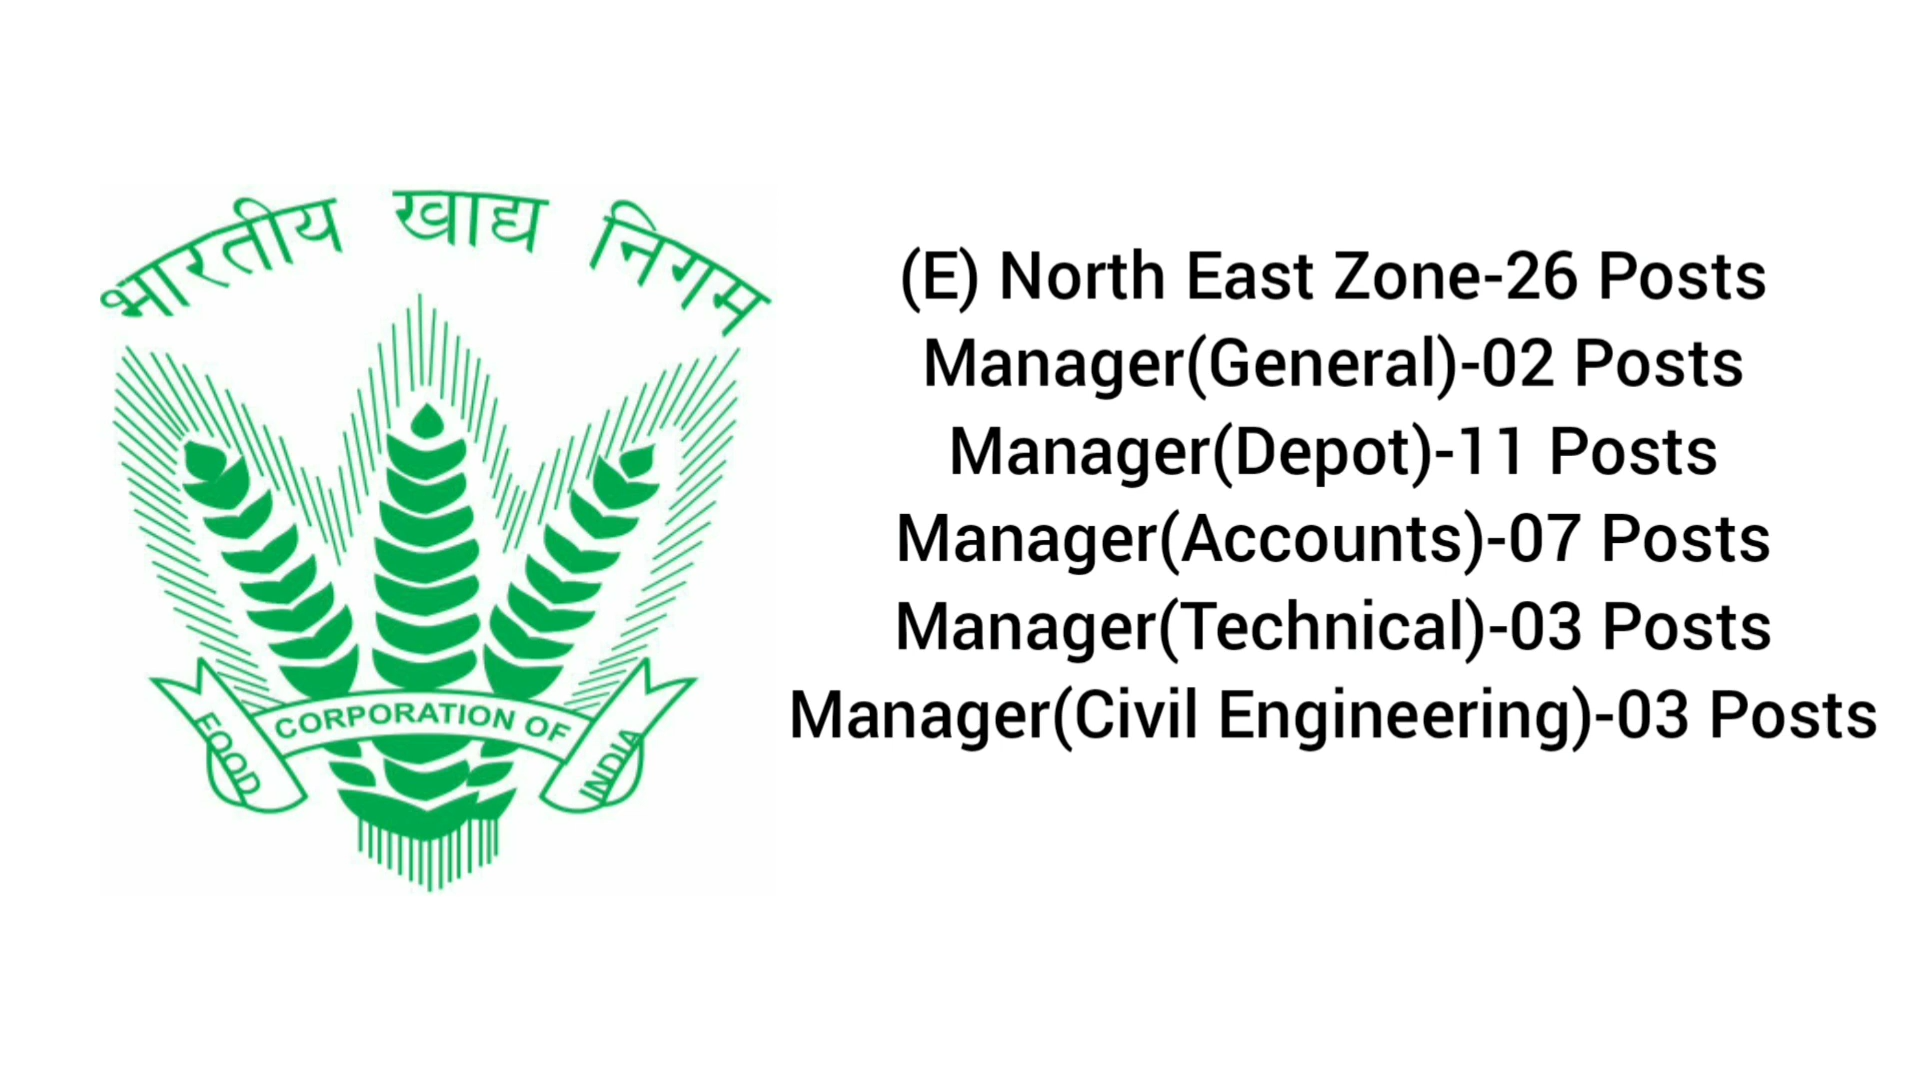 भारतीय खाद्य निगम
FOOD CORPORATION OF INDIA
(E) North East Zone-26 Posts
Manager(General)-02 Posts
Manager(Depot)-11 Posts
Manager(Accounts)-07 Posts
Manager(Technical)-03 Posts
Manager(Civil Engineering)-03 Posts